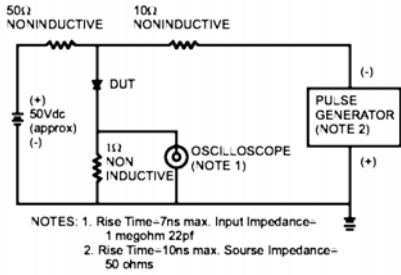 50Ω
NONINDUCTIVE
10Ω
NONINDUCTIVE
(+)
50Vdc
(approx)
(-)
DUT
1Ω
NON
INDUCTIVE
OSCILLOSCOPE
(NOTE 1)
(-)
PULSE
GENERATOR
(NOTE 2)
(+)
NOTES: 1. Rise Time=7ns max. Input Impedance=
1 megohm 22pf
2. Rise Time=10ns max. Sourse Impedance=
50 ohms